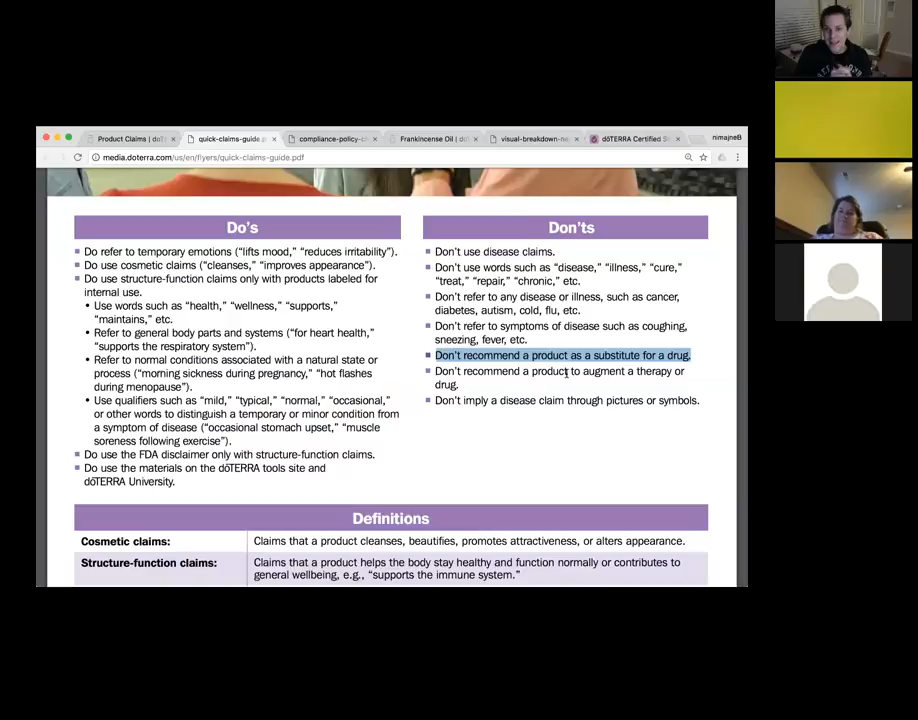 Product Claims | dōT
quick-claims-guide.p
compliance-policy-ch
Frankincense Oil | dō
visual-breakdown-ne
dōTERRA Certified S
nimajneB
media.doterra.com/us/en/flyers/quick-claims-guide.pdf
Do's
Do refer to temporary emotions (“lifts mood,” “reduces irritability”).
Do use cosmetic claims (“cleanses,” “improves appearance”).
Do use structure-function claims only with products labeled for
internal use.
• Use words such as “health,” “wellness,” “supports,”
“maintains,” etc.
• Refer to general body parts and systems (“for heart health,”
“supports the respiratory system”).
• Refer to normal conditions associated with a natural state or
process (“morning sickness during pregnancy,” “hot flashes
during menopause”).
• Use qualifiers such as “mild,” “typical,” “normal,” “occasional,”
or other words to distinguish a temporary or minor condition from
a symptom of disease (“occasional stomach upset,” “muscle
soreness following exercise”).
Do use the FDA disclaimer only with structure-function claims.
Do use the materials on the dōTERRA tools site and
dōTERRA University.
Don'ts
Don't use disease claims.
Don't use words such as “disease,” “illness,” “cure,”
“treat,” “repair,” “chronic,” etc.
Don't refer to any disease or illness, such as cancer,
diabetes, autism, cold, flu, etc.
Don't refer to symptoms of disease such as coughing,
sneezing, fever, etc.
Don't recommend a product as a substitute for a drug.
Don't recommend a product to augment a therapy or
drug.
Don't imply a disease claim through pictures or symbols.
Definitions
Cosmetic claims:
Claims that a product cleanses, beautifies, promotes attractiveness, or alters appearance.
Structure-function claims:
Claims that a product helps the body stay healthy and function normally or contributes to
general wellbeing, e.g., “supports the immune system.”